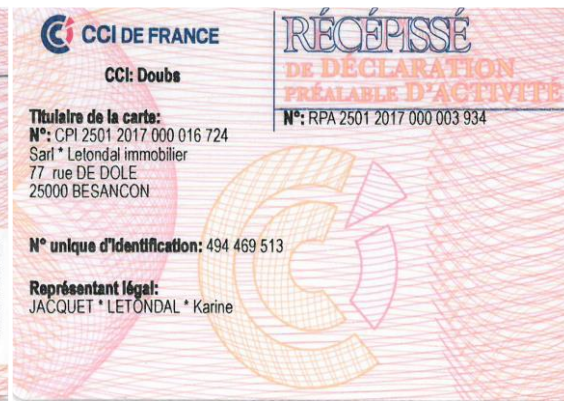 CCI DE FRANCE
CCI: Doubs
RÉCÉPISSÉ
DE DÉCLARATION
PRÉALABLE D'ACTIVITÉ
Titulaire de la carte:
N°: CPI 2501 2017 000 016 724
Sarl * Letondal immobilier
77 rue DE DOLE
25000 BESANCON
N°: RPA 2501 2017 000 003 934
N° unique d'identification: 494 469 513
Représentant légal:
JACQUET * LETONDAL * Karine